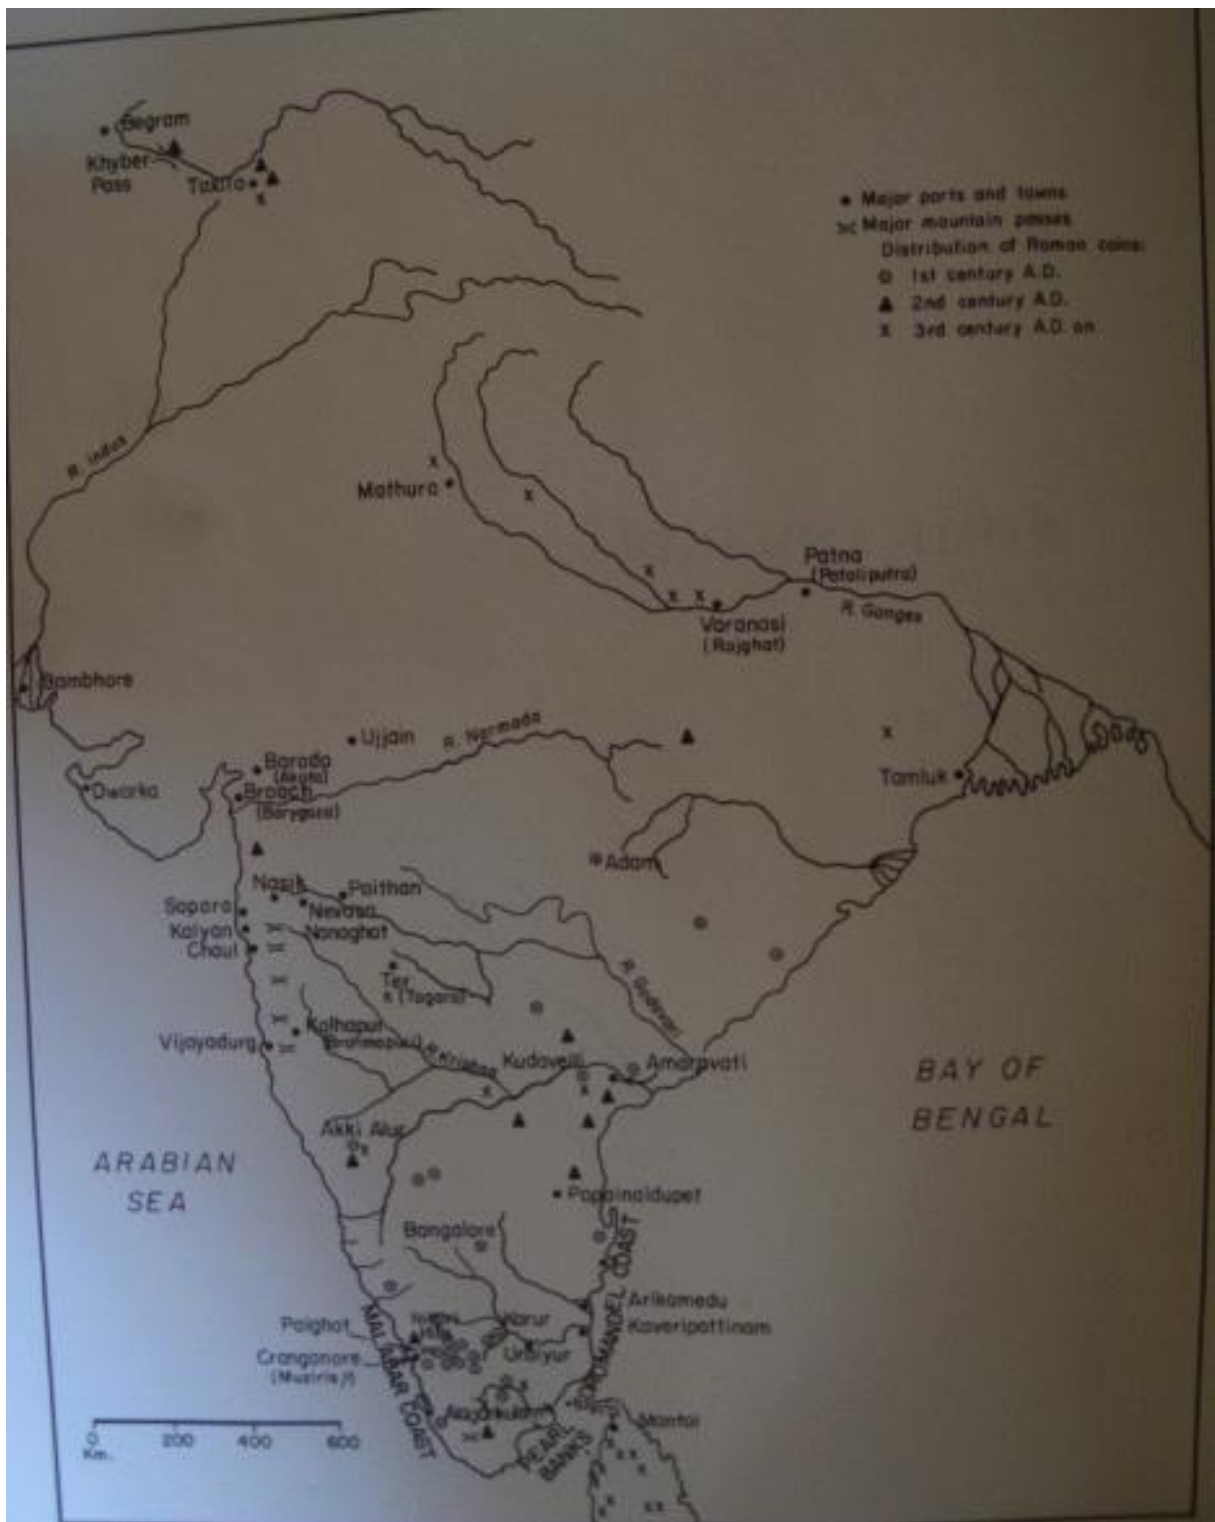 Begram
Khyber
Pass
Taxila
Major ports and towns
Major mountain passes
Distribution of Roman coins:
1st century A.D.
2nd century A.D.
3rd century A.D. on
R. Indus
Mathura
Patna
(Pataliputra)
R. Ganges
Varanasi
(Rajghat)
Bambhore
Ujjain
R. Narmada
Baroda
(Akota)
Broach
(Barygaza)
Dwarka
Tamluk
Adam
Nasik
Paithan
Nevasa
Sopara
Kalyan
Nanaghat
Chaul
Ter
(Tagara)
R. Godavari
Kolhapur
(Brahmapuri)
Vijayadurg
R. Krishna
Kudavelli
Amaravati
BAY OF
BENGAL
Akki Alur
ARABIAN
SEA
Papainaidupet
Bangalore
COROMANDEL COAST
Arikamedu
Kaveripattinam
Karur
Uraiyur
Palghat
Cranganore
(Muziris?)
MALABAR COAST
Alagankulam
PEARL
BANKS
Mantai
0 200 400 600
Km.